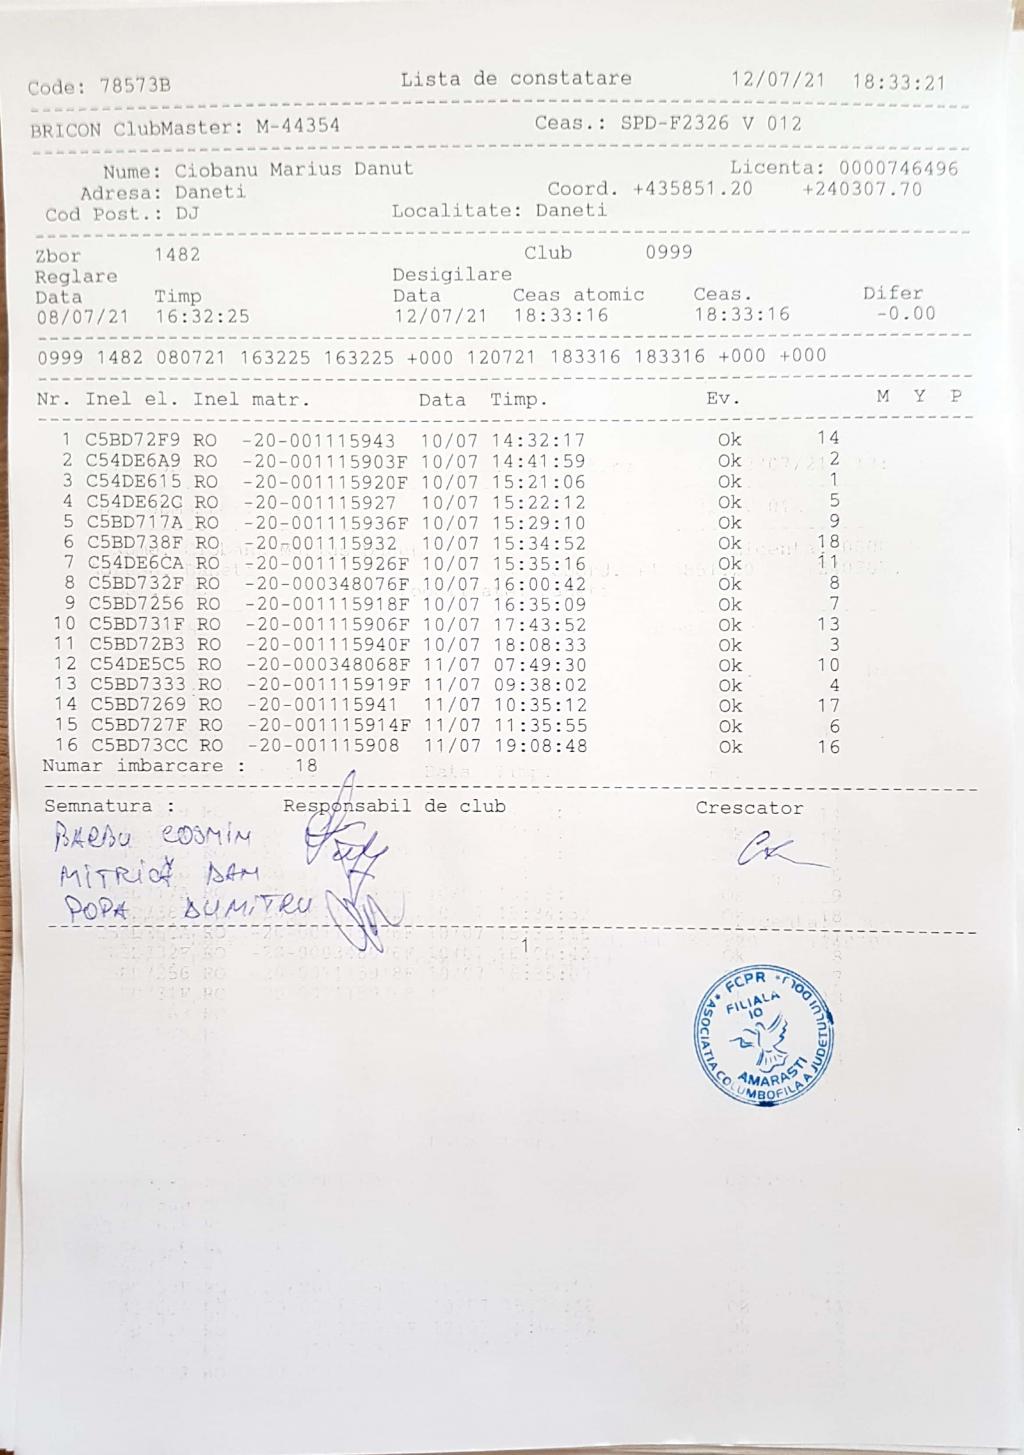 Code: 78573B Lista de constatare 12/07/21 18:33:21
BRICON ClubMaster: M-44354 Ceas.: SPD-F2326 V 012
Nume: Ciobanu Marius Danut Licenta: 0000746496
Adresa: Daneti Coord. +435851.20 +240307.70
Cod Post.: DJ Localitate: Daneti
Zbor 1482 Club 0999
Reglare Desigilare
Data Timp Data Ceas atomic Ceas. Difer
08/07/21 16:32:25 12/07/21 18:33:16 18:33:16 -0.00
0999 1482 080721 163225 163225 +000 120721 183316 183316 +000 +000
Nr. Inel el. Inel matr. Data Timp. Ev. M Y P
1 C5BD72F9 RO -20-001115943 10/07 14:32:17 Ok 14
2 C54DE6A9 RO -20-001115903F 10/07 14:41:59 Ok 2
3 C54DE615 RO -20-001115920F 10/07 15:21:06 Ok 1
4 C54DE62C RO -20-001115927 10/07 15:22:12 Ok 5
5 C5BD717A RO -20-001115936F 10/07 15:29:10 Ok 9
6 C5BD738F RO -20-001115932 10/07 15:34:52 Ok 18
7 C54DE6CA RO -20-001115926F 10/07 15:35:16 Ok 11
8 C5BD732F RO -20-000348076F 10/07 16:00:42 Ok 8
9 C5BD7256 RO -20-001115918F 10/07 16:35:09 Ok 7
10 C5BD731F RO -20-001115906F 10/07 17:43:52 Ok 13
11 C5BD72B3 RO -20-001115940F 10/07 18:08:33 Ok 3
12 C54DE5C5 RO -20-000348068F 11/07 07:49:30 Ok 10
13 C5BD7333 RO -20-001115919F 11/07 09:38:02 Ok 4
14 C5BD7269 RO -20-001115941 11/07 10:35:12 Ok 17
15 C5BD727F RO -20-001115914F 11/07 11:35:55 Ok 6
16 C5BD73CC RO -20-001115908 11/07 19:08:48 Ok 16
Numar imbarcare : 18
Semnatura : Responsabil de club Crescator
BARBU COSMIN
MITRICĂ DAN
POPA DUMITRU
1
FCPR
ASOCIATIA COLUMBOFILA A JUDETULUI DOLJ
FILIALA
10
AMARASTI